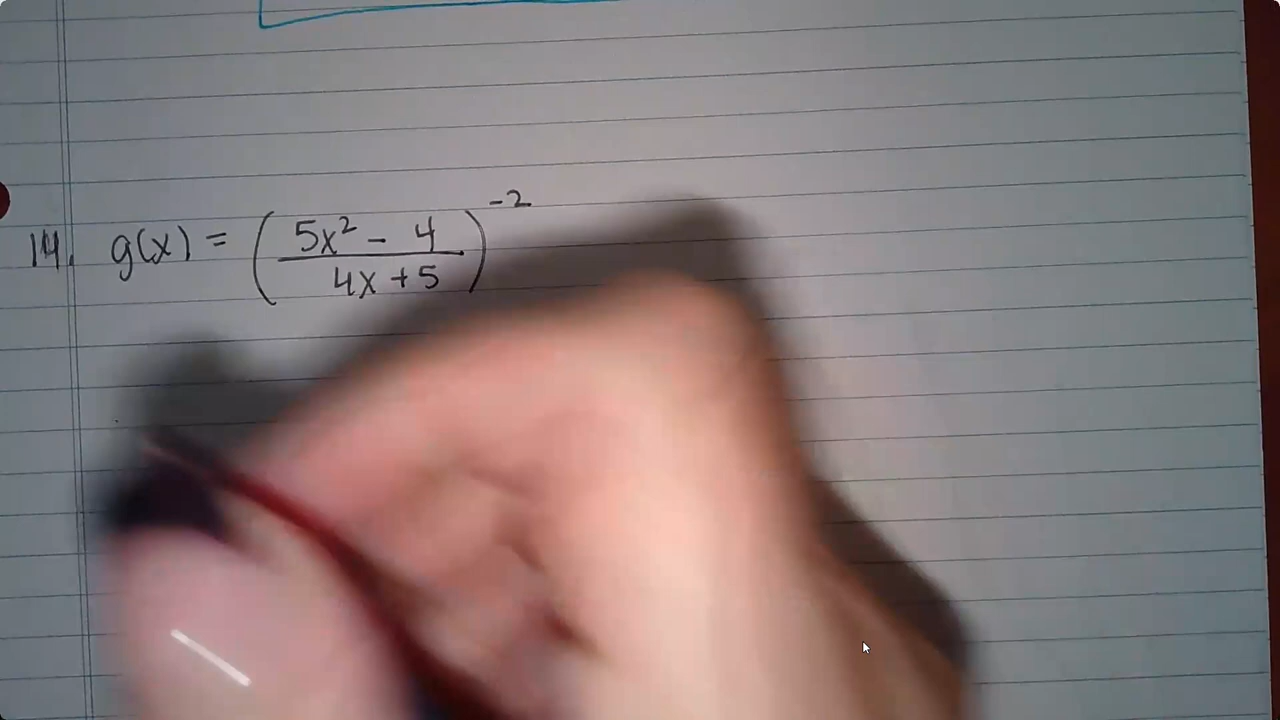 14. g(x) = ( (5x² - 4) / (4x + 5) )⁻²